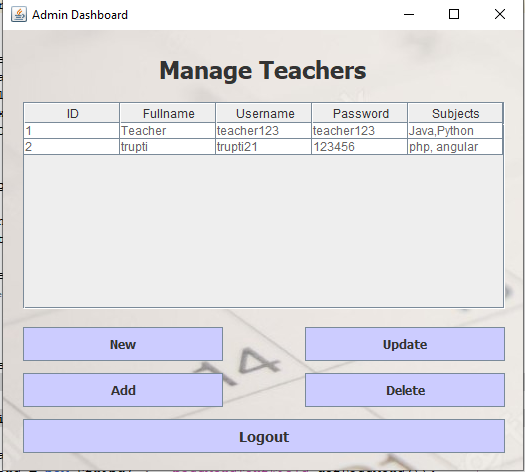 Admin Dashboard
Manage Teachers
ID Fullname Username Password Subjects
1 Teacher teacher123 teacher123 Java,Python
2 trupti trupti21 123456 php, angular
New Update
Add Delete
Logout